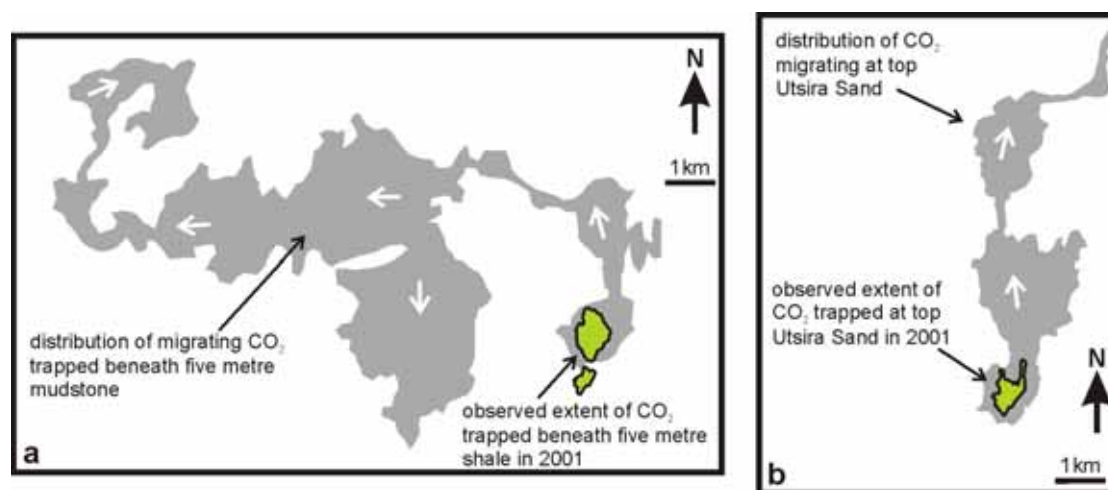 N
1km
distribution of migrating CO₂
trapped beneath five metre
mudstone
observed extent of CO₂
trapped beneath five metre
shale in 2001
a
distribution of CO₂
migrating at top
Utsira Sand
observed extent of
CO₂ trapped at top
Utsira Sand in 2001
N
1km
b